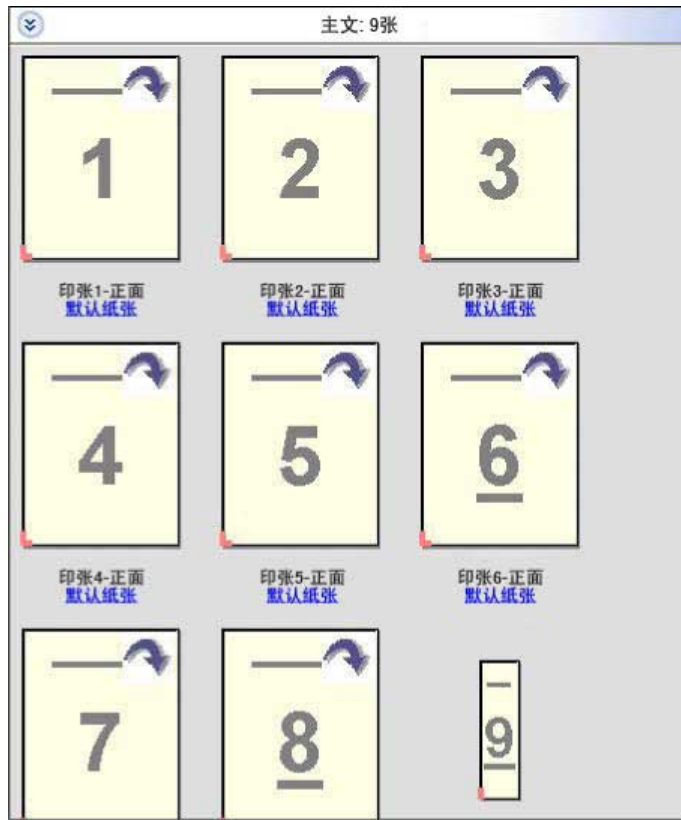 主文: 9张
1
2
3
印张1-正面
印张2-正面
印张3-正面
默认纸张
默认纸张
默认纸张
4
5
6
印张4-正面
印张5-正面
印张6-正面
默认纸张
默认纸张
默认纸张
7
8
9